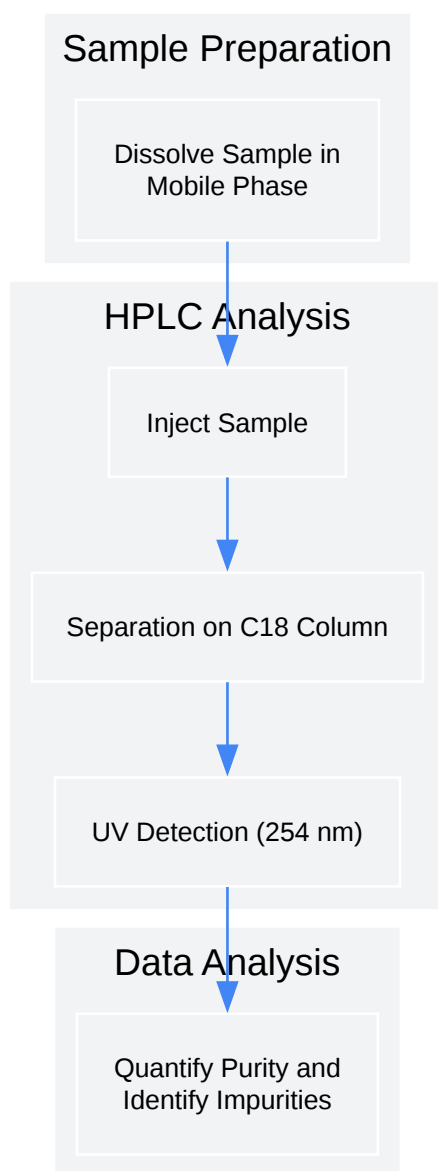 Sample Preparation
Dissolve Sample in
Mobile Phase
HPLC Analysis
Inject Sample
Separation on C18 Column
UV Detection (254 nm)
Data Analysis
Quantify Purity and
Identify Impurities